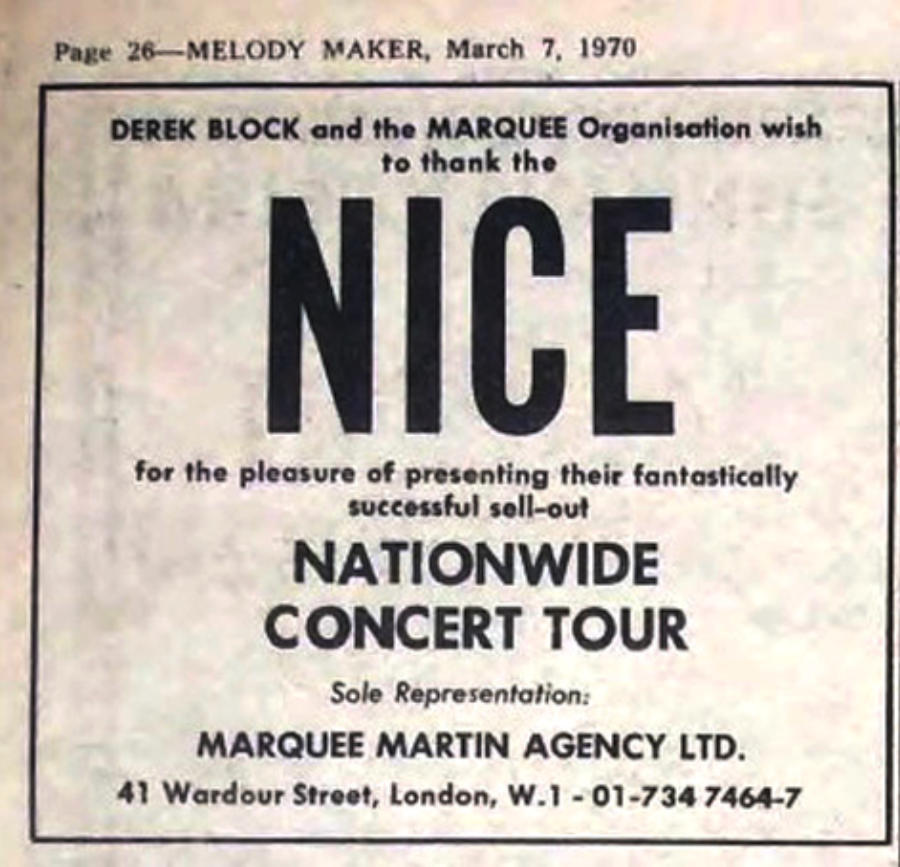 Page 26—MELODY MAKER, March 7, 1970
DEREK BLOCK and the MARQUEE Organisation wish
to thank the
NICE
for the pleasure of presenting their fantastically
successful sell-out
NATIONWIDE
CONCERT TOUR
Sole Representation:
MARQUEE MARTIN AGENCY LTD.
41 Wardour Street, London, W.1 - 01-734 7464-7